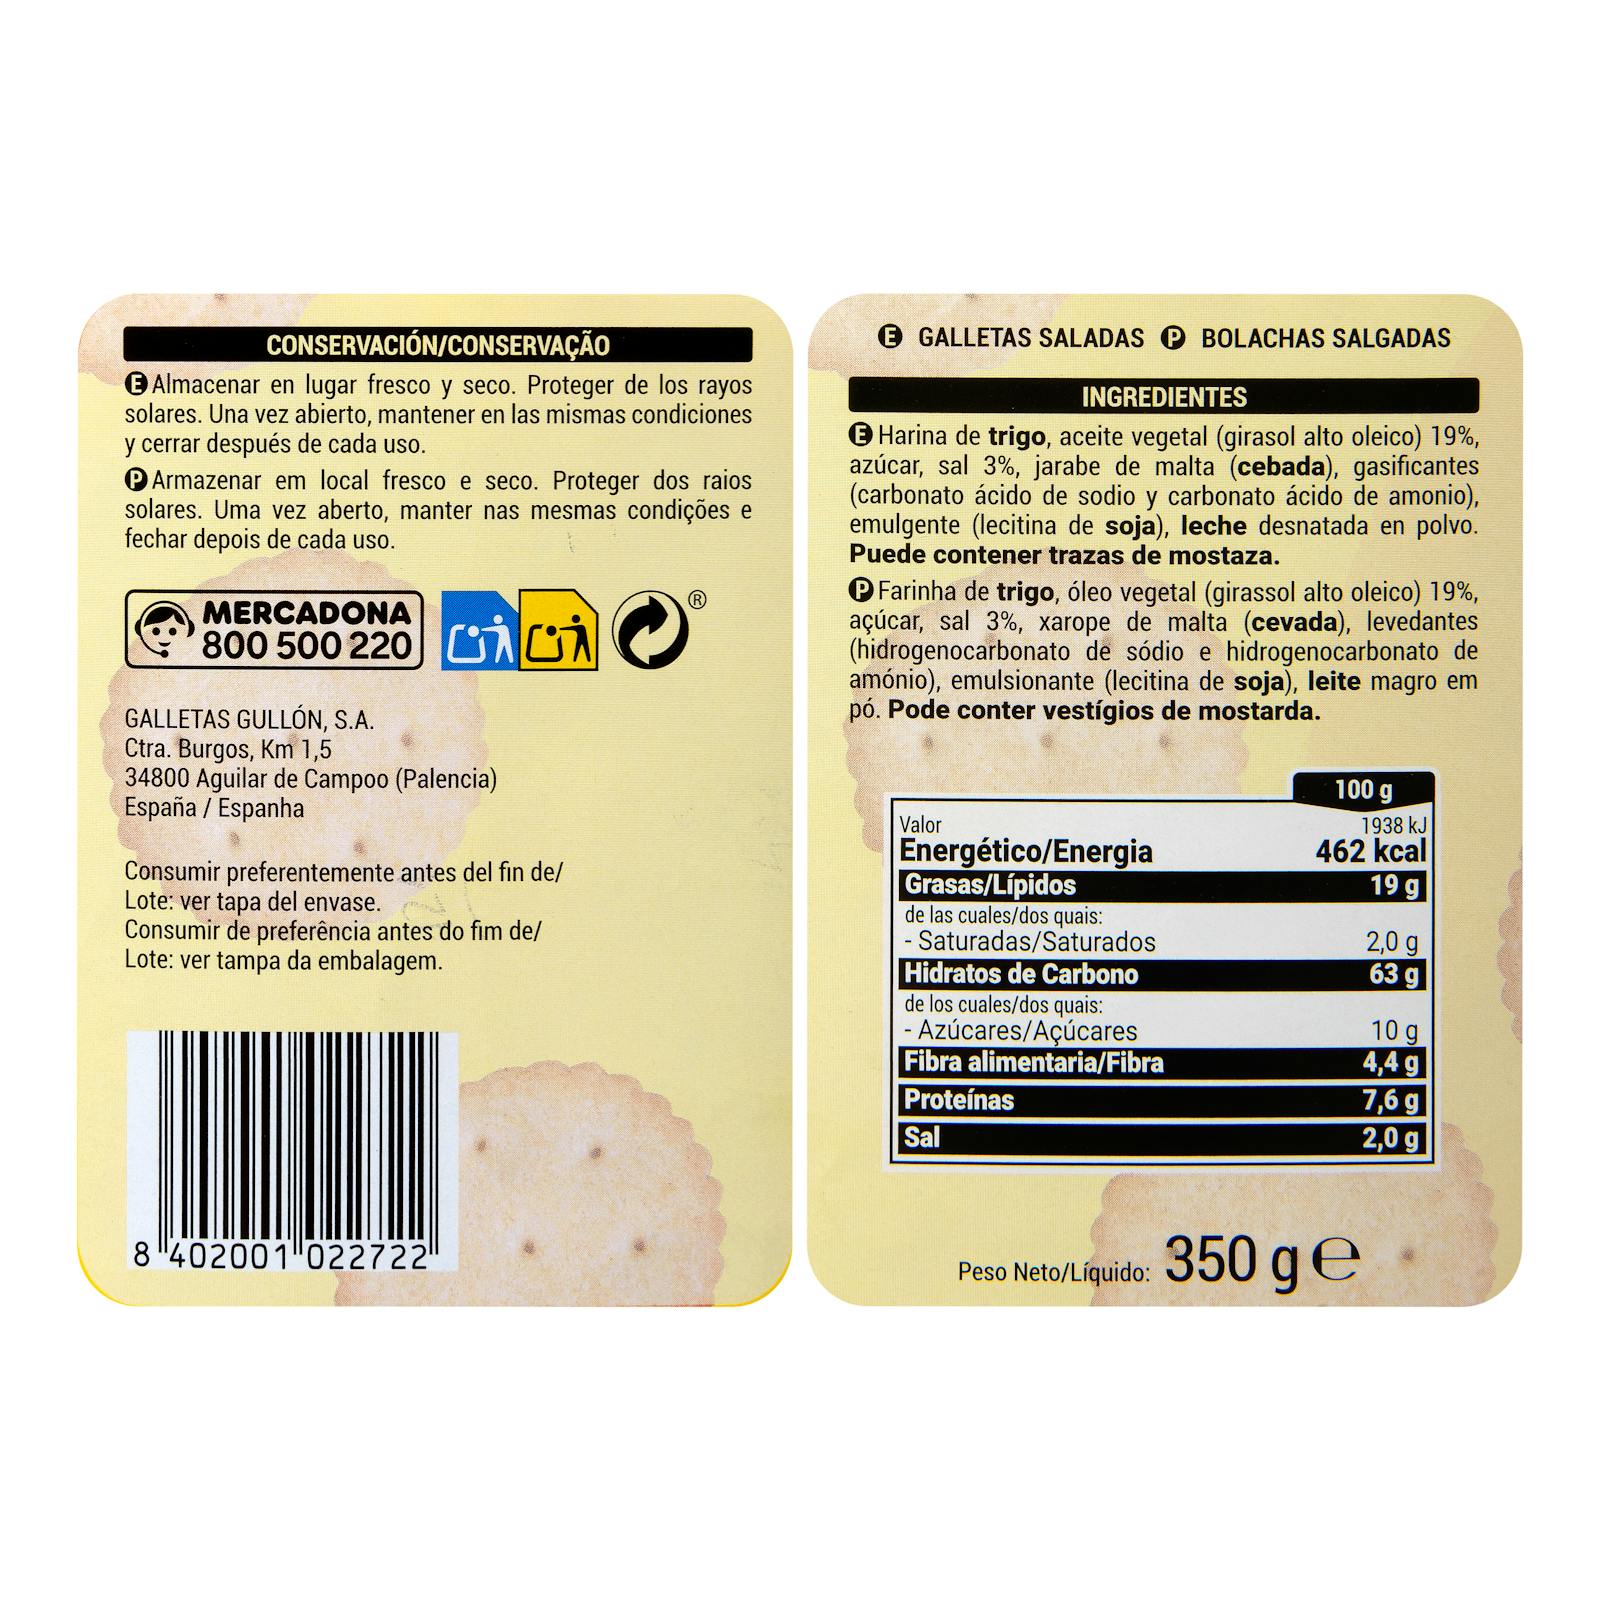 CONSERVACIÓN/CONSERVAÇÃO
E Almacenar en lugar fresco y seco. Proteger de los rayos
solares. Una vez abierto, mantener en las mismas condiciones
y cerrar después de cada uso.
P Armazenar em local fresco e seco. Proteger dos raios
solares. Uma vez aberto, manter nas mesmas condições e
fechar depois de cada uso.
MERCADONA
800 500 220
®
GALLETAS GULLÓN, S.A.
Ctra. Burgos, Km 1,5
34800 Aguilar de Campoo (Palencia)
España / Espanha
Consumir preferentemente antes del fin de/
Lote: ver tapa del envase.
Consumir de preferência antes do fim de/
Lote: ver tampa da embalagem.
8 402001 022722
E GALLETAS SALADAS P BOLACHAS SALGADAS
INGREDIENTES
E Harina de trigo, aceite vegetal (girasol alto oleico) 19%,
azúcar, sal 3%, jarabe de malta (cebada), gasificantes
(carbonato ácido de sodio y carbonato ácido de amonio),
emulgente (lecitina de soja), leche desnatada en polvo.
Puede contener trazas de mostaza.
P Farinha de trigo, óleo vegetal (girassol alto oleico) 19%,
açúcar, sal 3%, xarope de malta (cevada), levedantes
(hidrogenocarbonato de sódio e hidrogenocarbonato de
amónio), emulsionante (lecitina de soja), leite magro em
pó. Pode conter vestígios de mostarda.
100 g
Valor 1938 kJ
Energético/Energia 462 kcal
Grasas/Lípidos 19 g
de las cuales/dos quais:
- Saturadas/Saturados 2,0 g
Hidratos de Carbono 63 g
de los cuales/dos quais:
- Azúcares/Açúcares 10 g
Fibra alimentaria/Fibra 4,4 g
Proteínas 7,6 g
Sal 2,0 g
Peso Neto/Líquido: 350 g e